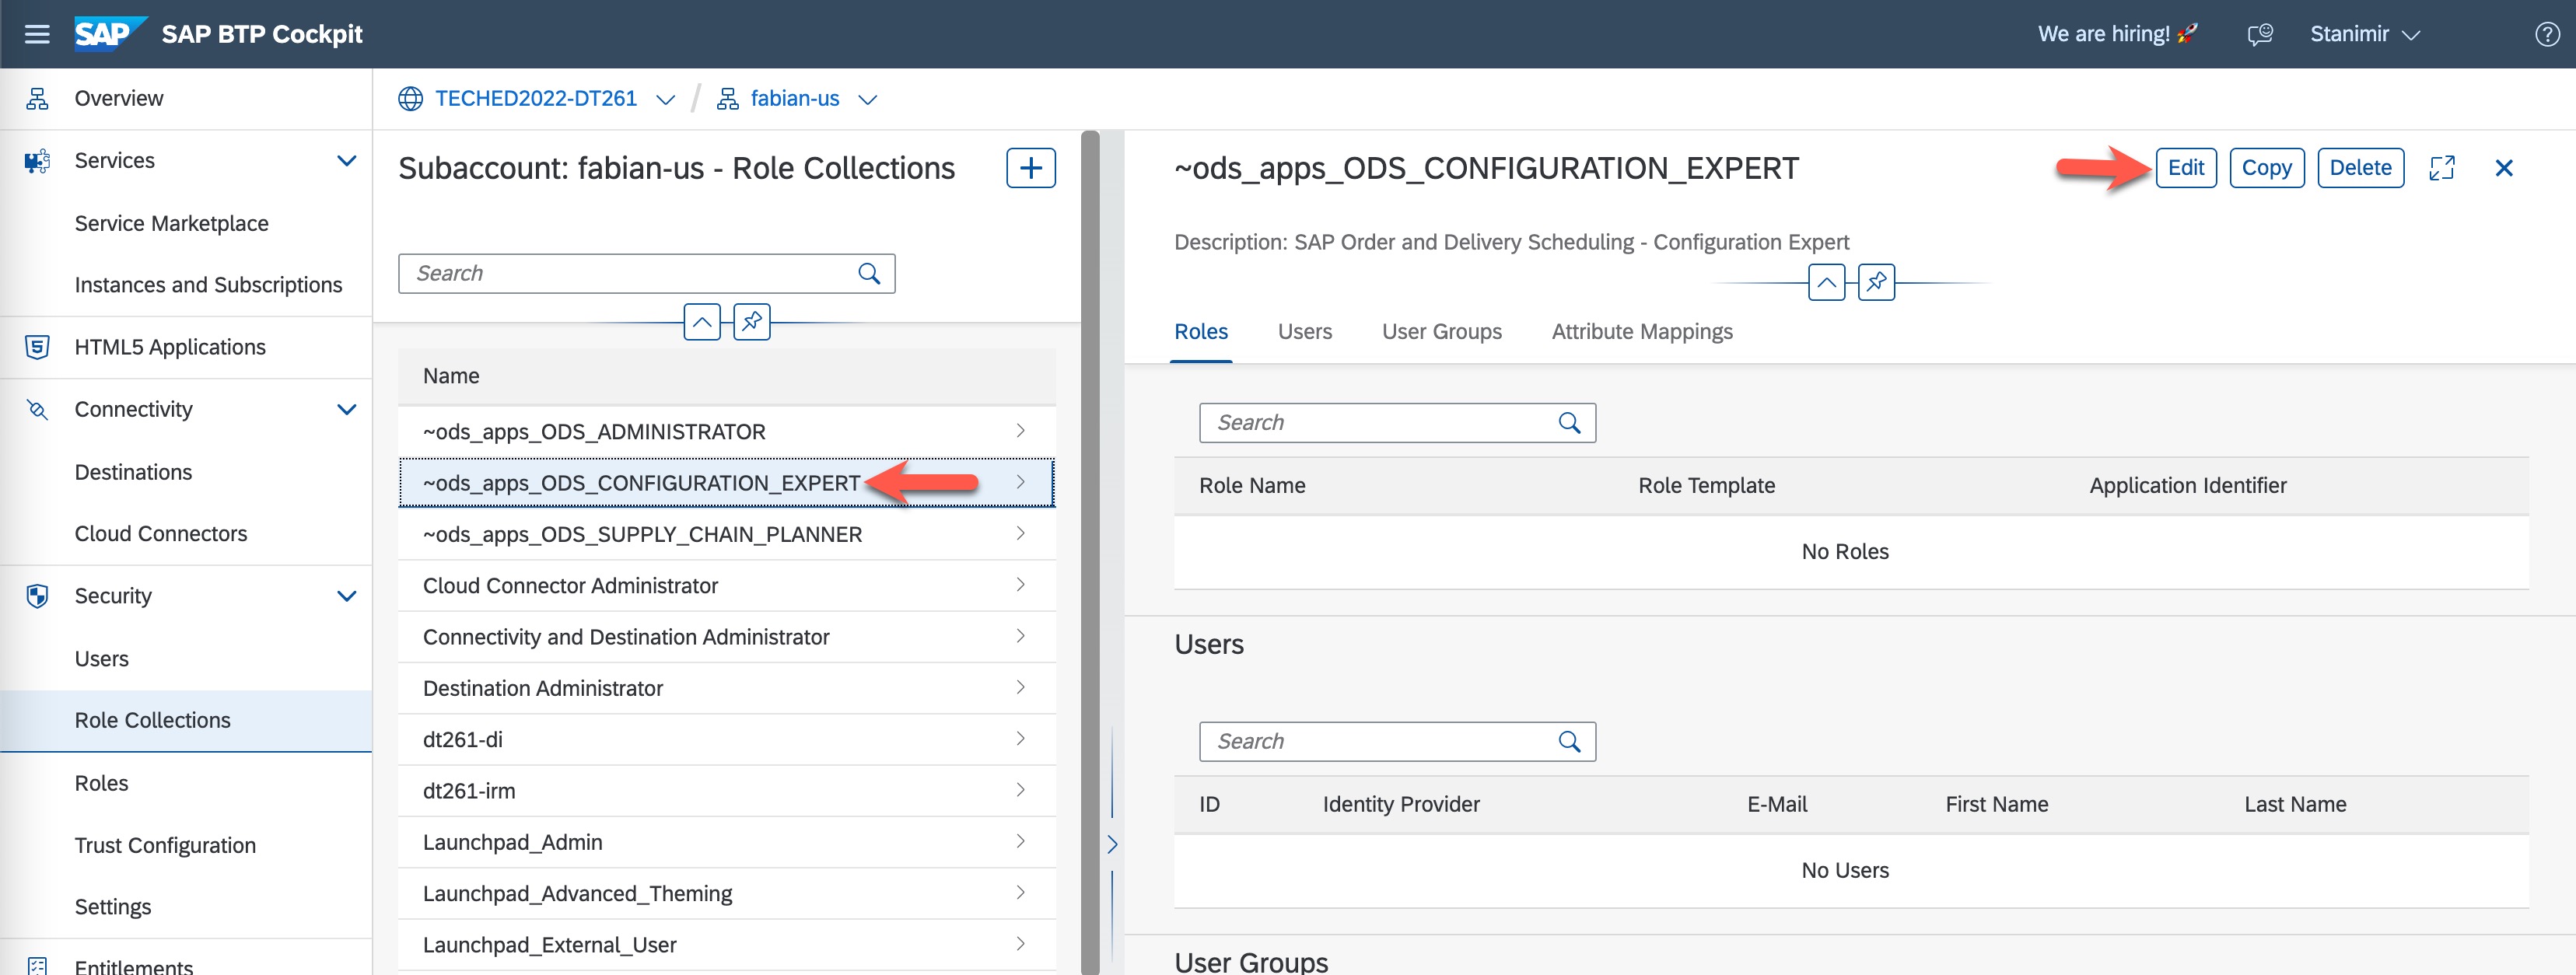 SAP SAP BTP Cockpit We are hiring! 🚀 Stanimir
Overview
Services
Service Marketplace
Instances and Subscriptions
HTML5 Applications
Connectivity
Destinations
Cloud Connectors
Security
Users
Role Collections
Roles
Trust Configuration
Settings
Entitlements
TECHED2022-DT261 / fabian-us
Subaccount: fabian-us - Role Collections
Search
Name
~ods_apps_ODS_ADMINISTRATOR
~ods_apps_ODS_CONFIGURATION_EXPERT
~ods_apps_ODS_SUPPLY_CHAIN_PLANNER
Cloud Connector Administrator
Connectivity and Destination Administrator
Destination Administrator
dt261-di
dt261-irm
Launchpad_Admin
Launchpad_Advanced_Theming
Launchpad_External_User
~ods_apps_ODS_CONFIGURATION_EXPERT Edit Copy Delete
Description: SAP Order and Delivery Scheduling - Configuration Expert
Roles Users User Groups Attribute Mappings
Search
Role Name Role Template Application Identifier
No Roles
Users
Search
ID Identity Provider E-Mail First Name Last Name
No Users
User Groups